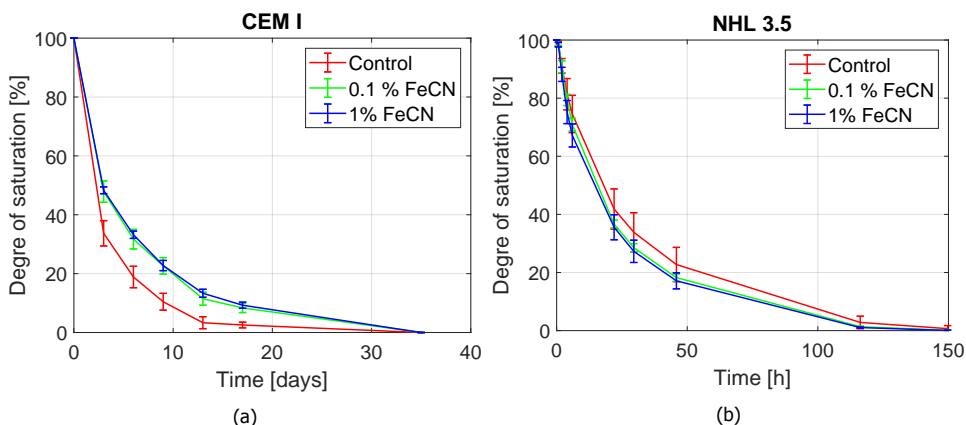 CEM I
100
80
60
40
20
0
Degre of saturation [%]
Control
0.1 % FeCN
1% FeCN
0 10 20 30 40
Time [days]
(a)
NHL 3.5
100
80
60
40
20
0
Degree of saturation [%]
Control
0.1 % FeCN
1% FeCN
0 50 100 150
Time [h]
(b)